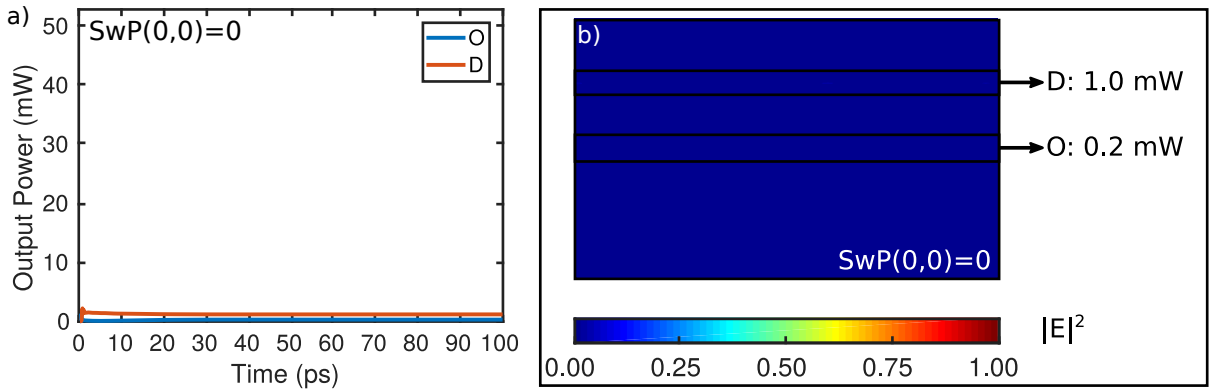 a)
SwP(0,0)=0
O
D
Output Power (mW)
50
40
30
20
10
0
0 10 20 30 40 50 60 70 80 90 100
Time (ps)
b)
D: 1.0 mW
O: 0.2 mW
SwP(0,0)=0
|E|²
0.00 0.25 0.50 0.75 1.00